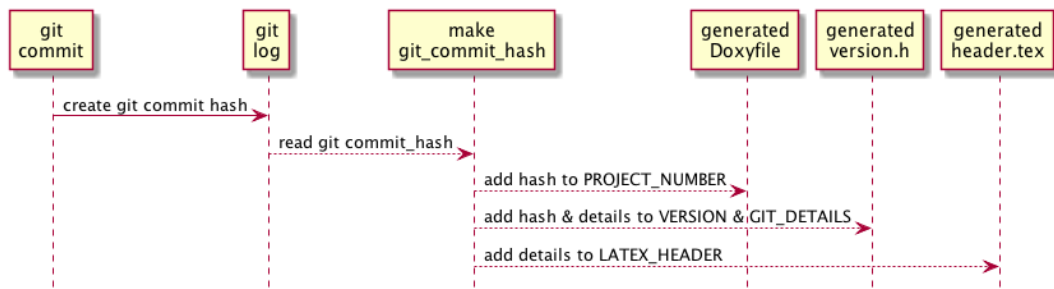 git
commit
git
log
make
git_commit_hash
generated
Doxyfile
generated
version.h
generated
header.tex
create git commit hash
read git commit_hash
add hash to PROJECT_NUMBER
add hash & details to VERSION & GIT_DETAILS
add details to LATEX_HEADER